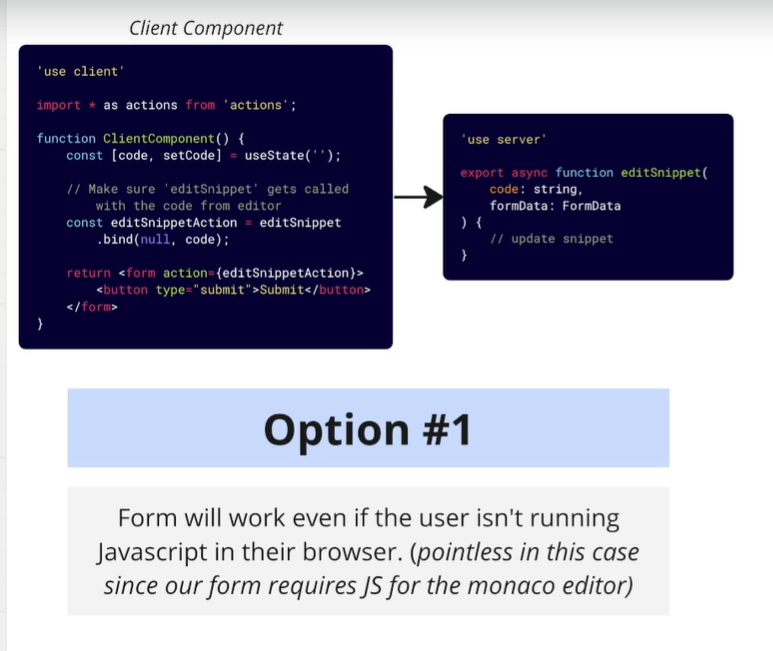 Client Component
'use client'
import * as actions from 'actions';
function ClientComponent() {
const [code, setCode] = useState('');
// Make sure 'editSnippet' gets called
with the code from editor
const editSnippetAction = editSnippet
.bind(null, code);
return <form action={editSnippetAction}>
<button type="submit">Submit</button>
</form>
}
'use server'
export async function editSnippet(
code: string,
formData: FormData
) {
// update snippet
}
Option #1
Form will work even if the user isn't running
Javascript in their browser. (pointless in this case
since our form requires JS for the monaco editor)